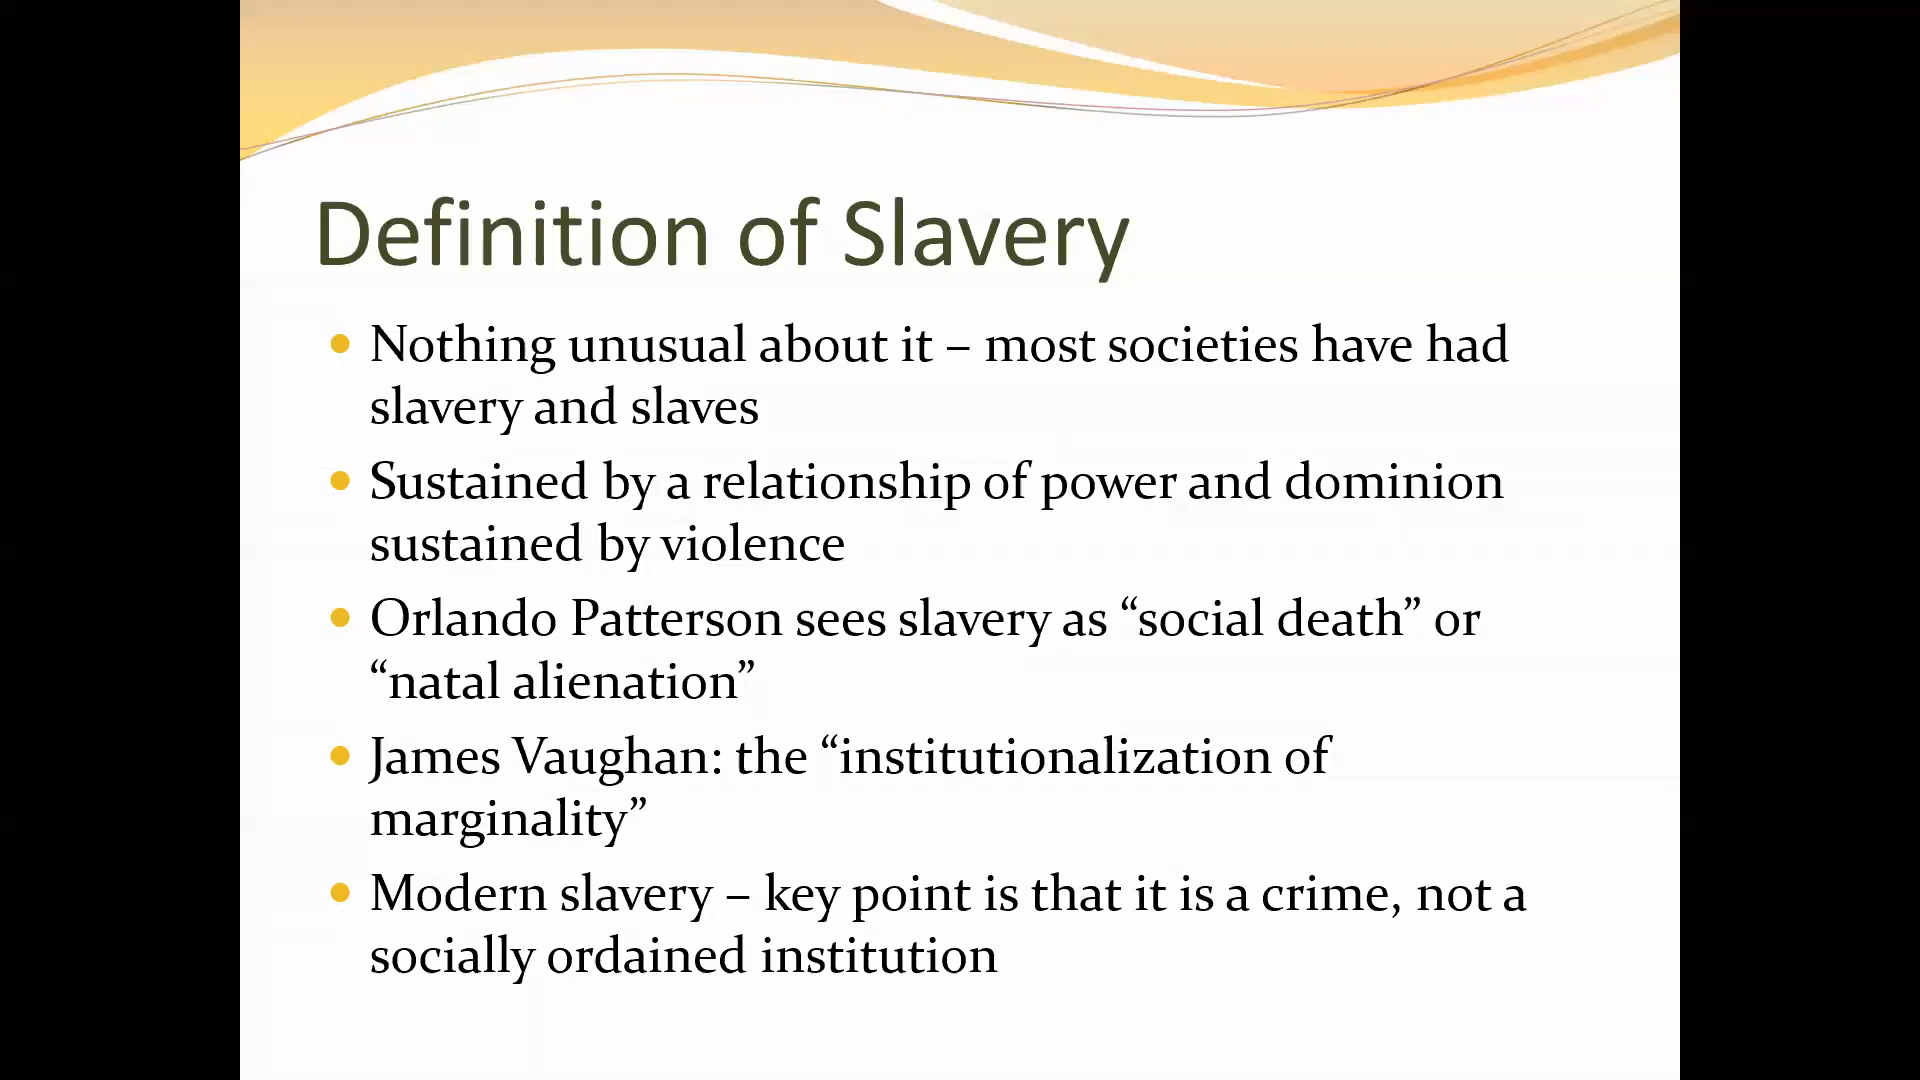 Definition of Slavery
• Nothing unusual about it – most societies have had
slavery and slaves
• Sustained by a relationship of power and dominion
sustained by violence
• Orlando Patterson sees slavery as “social death” or
“natal alienation”
• James Vaughan: the “institutionalization of
marginality”
• Modern slavery – key point is that it is a crime, not a
socially ordained institution